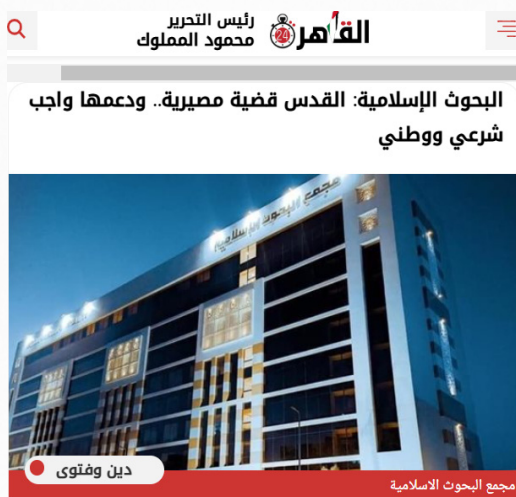 القاهرة 24
رئيس التحرير
محمود المملوك
البحوث الإسلامية: القدس قضية مصيرية.. ودعمها واجب
شرعي ووطني
مجمع البحوث الإسلامية
دين وفتوى
مجمع البحوث الاسلامية